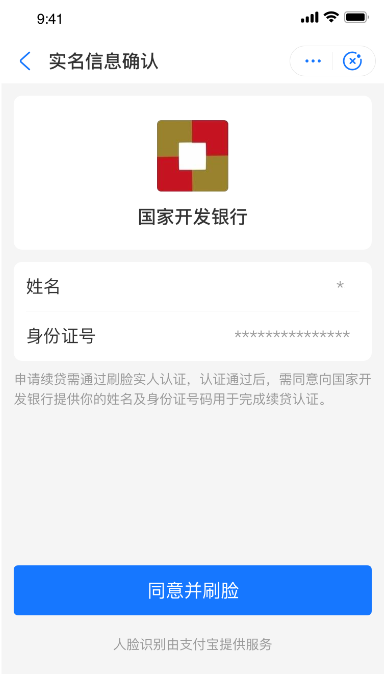 9:41
实名信息确认
国家开发银行
姓名 *
身份证号 ***************
申请续贷需通过刷脸实人认证，认证通过后，需同意向国家开
发银行提供你的姓名及身份证号码用于完成续贷认证。
同意并刷脸
人脸识别由支付宝提供服务